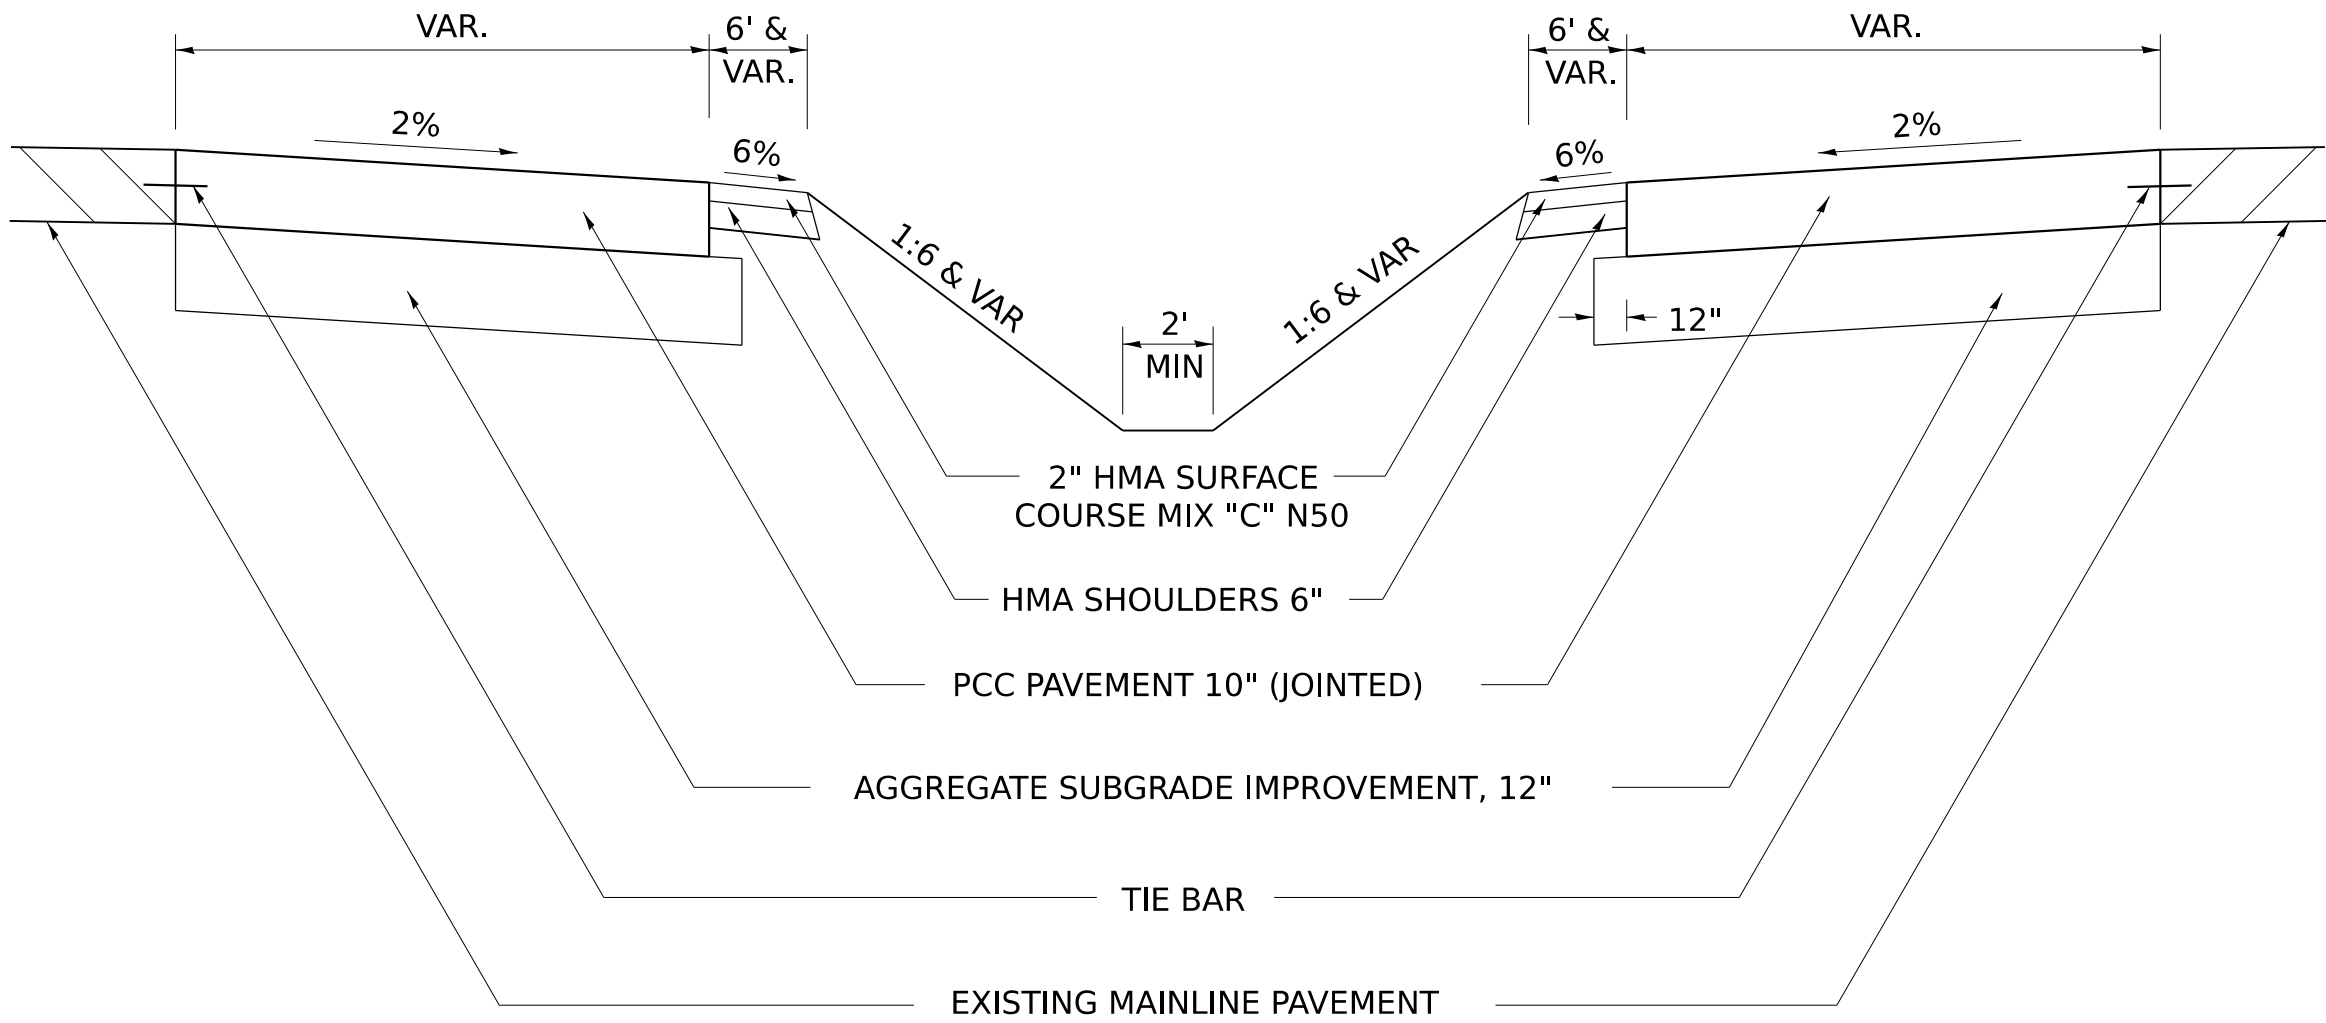 VAR.
6' &
VAR.
6' &
VAR.
VAR.
2%
6%
6%
2%
1:6 & VAR
1:6 & VAR
2'
MIN
12"
2" HMA SURFACE
COURSE MIX "C" N50
HMA SHOULDERS 6"
PCC PAVEMENT 10" (JOINTED)
AGGREGATE SUBGRADE IMPROVEMENT, 12"
TIE BAR
EXISTING MAINLINE PAVEMENT